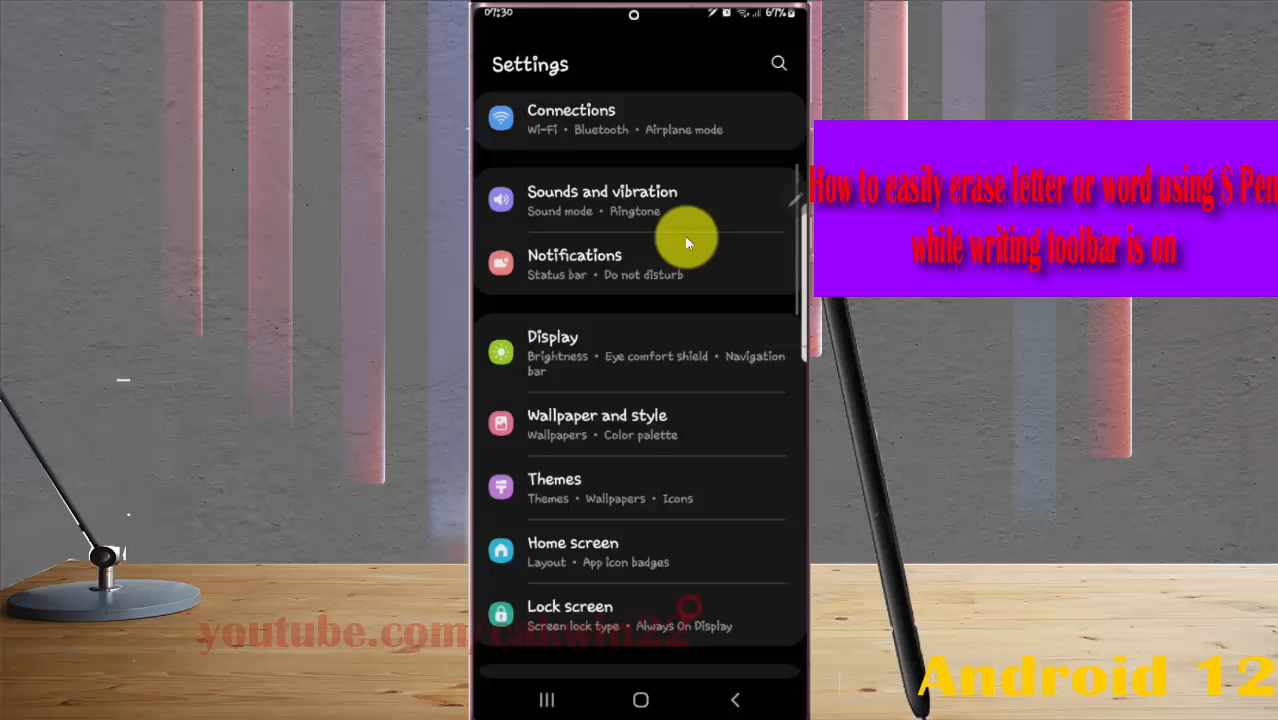 07:30
67%
Settings
Connections
Wi-Fi • Bluetooth • Airplane mode
Sounds and vibration
Sound mode • Ringtone
Notifications
Status bar • Do not disturb
Display
Brightness • Eye comfort shield • Navigation
bar
Wallpaper and style
Wallpapers • Color palette
Themes
Themes • Wallpapers • Icons
Home screen
Layout • App icon badges
Lock screen
Screen lock type • Always On Display
How to easily erase letter or word using S Pen
while writing toolbar is on
youtube.com/
Android 12